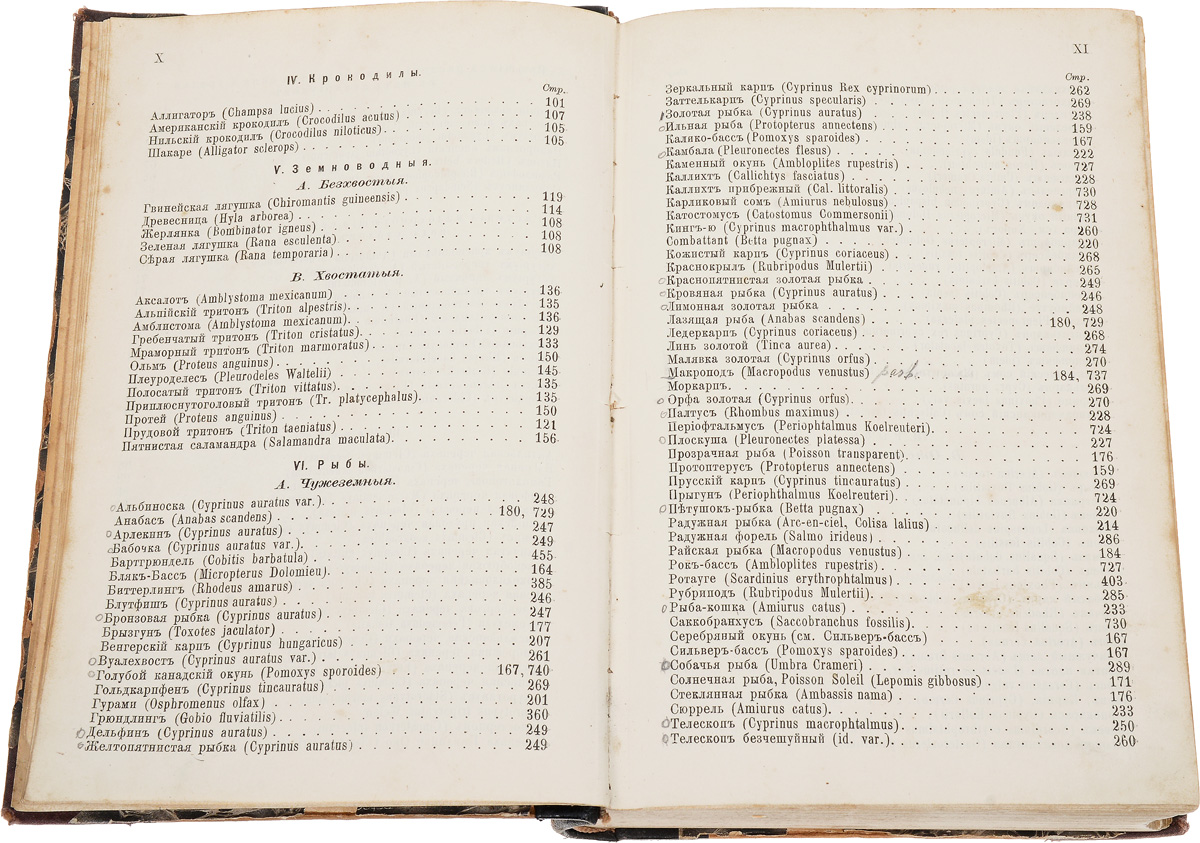 X
IV. Крокодилы.
Стр.
Аллигаторъ (Champsa lucius) . . . 101
Американскій крокодилъ (Crocodilus acutus) . . . 107
Нильскій крокодилъ (Crocodilus niloticus) . . . 105
Шакаре (Alligator sclerops) . . . 105
V. Земноводныя.
А. Безхвостыя.
Гвинейская лягушка (Chiromantis guineensis) . . . 119
Древесница (Hyla arborea) . . . 114
Жерлянка (Bombinator igneus) . . . 108
Зеленая лягушка (Rana esculenta) . . . 108
Сѣрая лягушка (Rana temporaria) . . . 108
В. Хвостатыя.
Аксалотъ (Amblystoma mexicanum) . . . 136
Альпійскій тритонъ (Triton alpestris) . . . 135
Амблистома (Amblystoma mexicanum) . . . 136
Гребенчатый тритонъ (Triton cristatus) . . . 129
Мраморный тритонъ (Triton marmoratus) . . . 133
Ольмъ (Proteus anguinus) . . . 150
Плеуроделесъ (Pleurodeles Waltelii) . . . 145
Полосатый тритонъ (Triton vittatus) . . . 135
Приплюснутоголовый тритонъ (Tr. platycephalus) . . . 135
Протей (Proteus anguinus) . . . 150
Прудовой тритонъ (Triton taeniatus) . . . 121
Пятнистая саламандра (Salamandra maculata) . . . 156
VI. Рыбы.
А. Чужеземныя.
Альбиноска (Cyprinus auratus var.) . . . 248
Анабасъ (Anabas scandens) . . . 180, 729
Арлекинъ (Cyprinus auratus) . . . 247
Бабочка (Cyprinus auratus var.) . . . 249
Бартгрюндель (Cobitis barbatula) . . . 455
Блякъ-Бассъ (Micropterus Dolomieu) . . . 164
Биттерлингъ (Rhodeus amarus) . . . 385
Блутфишъ (Cyprinus auratus) . . . 246
Бронзовая рыбка (Cyprinus auratus) . . . 247
Брызгунъ (Toxotes jaculator) . . . 177
Венгерскій карпъ (Cyprinus hungaricus) . . . 207
Вуалехвостъ (Cyprinus auratus var.) . . . 261
Голубой канадскій окунь (Pomoxys sporoides) . . . 167, 740
Гольдкарпфенъ (Cyprinus tincauratus) . . . 269
Гурами (Osphromenus olfax) . . . 201
Грюндлингъ (Gobio fluviatilis) . . . 360
Дельфинъ (Cyprinus auratus) . . . 249
Желтопятнистая рыбка (Cyprinus auratus) . . . 249
XI
Стр.
Зеркальный карпъ (Cyprinus Rex cyprinorum) . . . 262
Заттелькарпъ (Cyprinus specularis) . . . 269
Золотая рыбка (Cyprinus auratus) . . . 238
Ильная рыба (Protopterus annectens) . . . 159
Калико-бассъ (Pomoxys sparoides) . . . 167
Камбала (Pleuronectes flesus) . . . 222
Каменный окунь (Ambloplites rupestris) . . . 727
Каллихтъ (Callichtys fasciatus) . . . 228
Каллихтъ прибрежный (Cal. littoralis) . . . 730
Карликовый сомъ (Amiurus nebulosus) . . . 728
Катостомусъ (Catostomus Commersonii) . . . 731
Кингъ-ю (Cyprinus macrophthalmus var.) . . . 260
Combattant (Betta pugnax) . . . 220
Кожистый карпъ (Cyprinus coriaceus) . . . 268
Краснокрылъ (Rubripodus Mulertii) . . . 265
Краснопятнистая золотая рыбка . . . 249
Кровяная рыбка (Cyprinus auratus) . . . 246
Лимонная золотая рыбка . . . 248
Лазящая рыба (Anabas scandens) . . . 180, 729
Ледеркарпъ (Cyprinus coriaceus) . . . 268
Линь золотой (Tinca aurea) . . . 274
Малявка золотая (Cyprinus orfus) . . . 270
Макроподъ (Macropodus venustus) . . . 184, 737
Моркарпъ . . . 269
Орфа золотая (Cyprinus orfus) . . . 270
Палтусъ (Rhombus maximus) . . . 228
Періофтальмусъ (Periophtalmus Koelreuteri) . . . 724
Плоскуша (Pleuronectes platessa) . . . 227
Прозрачная рыба (Poisson transparent) . . . 176
Протоптерусъ (Protopterus annectens) . . . 159
Прусскій карпъ (Cyprinus tincauratus) . . . 269
Прыгунъ (Periophthalmus Koelreuteri) . . . 724
Пѣтушокъ-рыбка (Betta pugnax) . . . 220
Радужная рыбка (Arc-en-ciel, Colisa lalius) . . . 214
Радужная форель (Salmo irideus) . . . 286
Райская рыбка (Macropodus venustus) . . . 184
Рокъ-бассъ (Ambloplites rupestris) . . . 727
Ротауге (Scardinius erythrophtalmus) . . . 403
Рубриподъ (Rubripodus Mulertii) . . . 285
Рыба-кошка (Amiurus catus) . . . 233
Саккобранхусъ (Saccobranchus fossilis) . . . 730
Серебряный окунь (см. Сильверъ-бассъ) . . . 167
Сильверъ-бассъ (Pomoxys sparoides) . . . 167
Собачья рыба (Umbra Crameri) . . . 289
Солнечная рыба, Poisson Soleil (Lepomis gibbosus) . . . 171
Стеклянная рыбка (Ambassis nama) . . . 176
Сюррель (Amiurus catus) . . . 233
Телескопъ (Cyprinus macrophtalmus) . . . 250
Телескопъ безчешуйный (id. var.) . . . 260